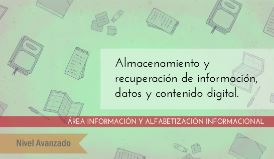 Almacenamiento y
recuperación de información,
datos y contenido digital.
ÁREA INFORMACIÓN Y ALFABETIZACIÓN INFORMACIONAL
Nivel Avanzado